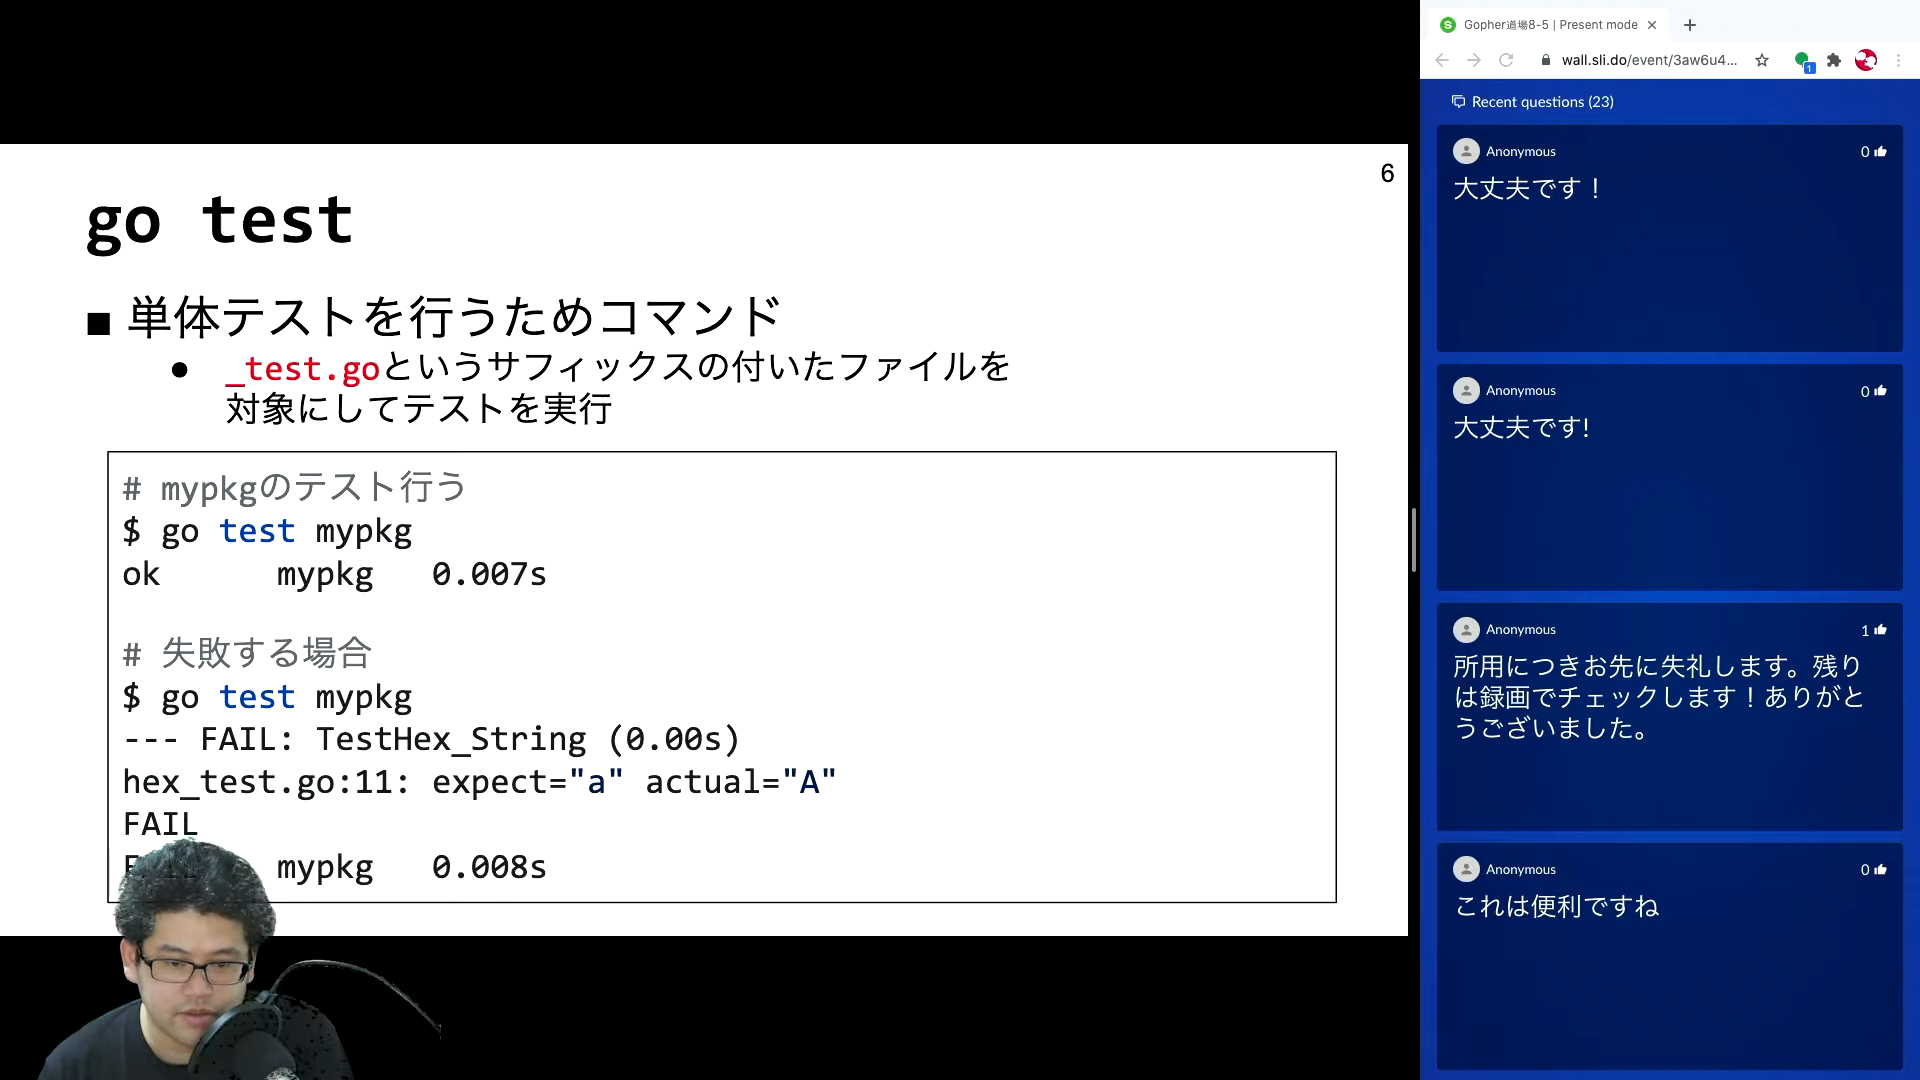 6
go test
■ 単体テストを行うためコマンド
● _test.goというサフィックスの付いたファイルを
対象にしてテストを実行
# mypkgのテスト行う
$ go test mypkg
ok mypkg 0.007s
# 失敗する場合
$ go test mypkg
--- FAIL: TestHex_String (0.00s)
hex_test.go:11: expect="a" actual="A"
FAIL
mypkg 0.008s
Gopher道場8-5 | Present mode
wall.sli.do/event/3aw6u4...
1
Recent questions (23)
Anonymous 0
大丈夫です！
Anonymous 0
大丈夫です!
Anonymous 1
所用につきお先に失礼します。残り
は録画でチェックします！ありがと
うございました。
Anonymous 0
これは便利ですね